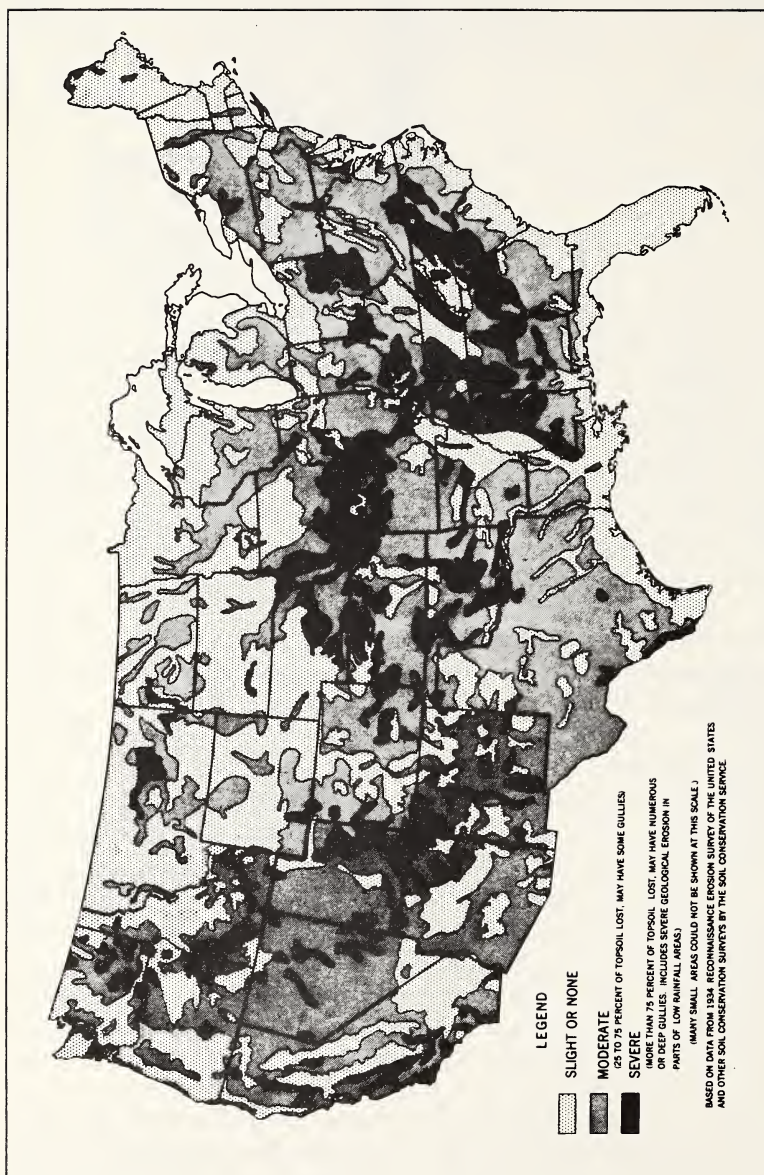 LEGEND
SLIGHT OR NONE
MODERATE
(25 TO 75 PERCENT OF TOPSOIL LOST, MAY HAVE SOME GULLIES)
SEVERE
(MORE THAN 75 PERCENT OF TOPSOIL LOST, MAY HAVE NUMEROUS
OR DEEP GULLIES. INCLUDES SEVERE GEOLOGICAL EROSION IN
PARTS OF LOW RAINFALL AREAS.)
(MANY SMALL AREAS COULD NOT BE SHOWN AT THIS SCALE.)
BASED ON DATA FROM 1934 RECONNAISSANCE EROSION SURVEY OF THE UNITED STATES
AND OTHER SOIL CONSERVATION SURVEYS BY THE SOIL CONSERVATION SERVICE.